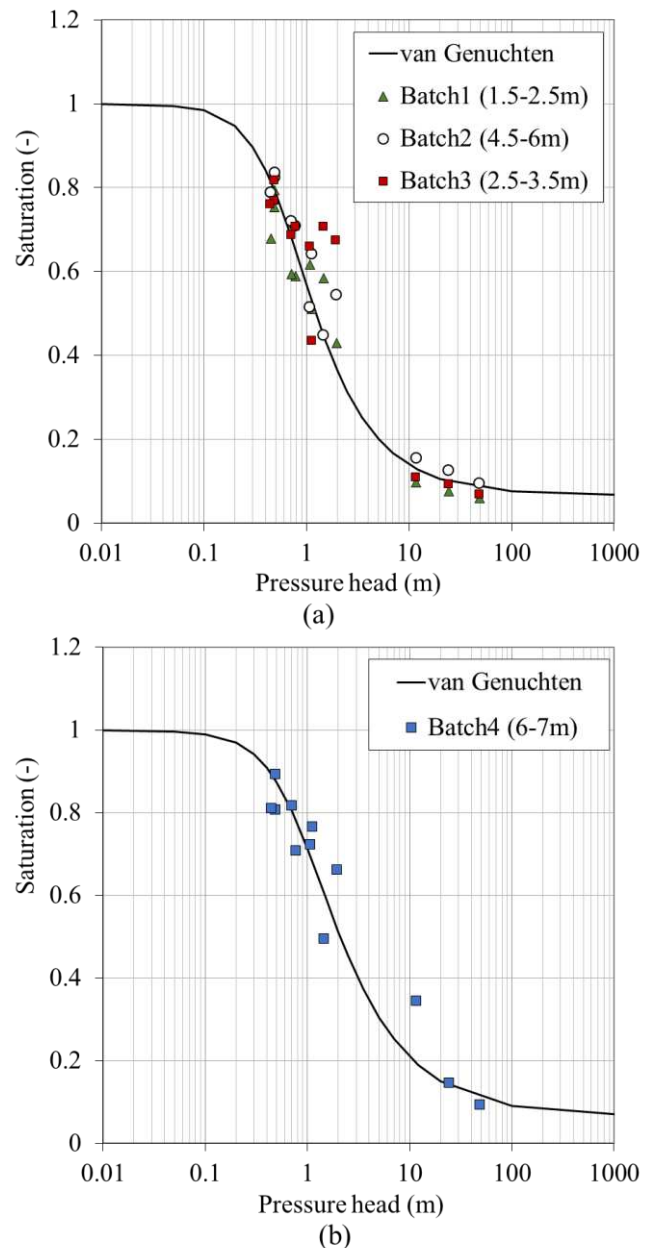 1.2
1
0.8
0.6
0.4
0.2
0
Saturation (-)
van Genuchten
Batch1 (1.5-2.5m)
Batch2 (4.5-6m)
Batch3 (2.5-3.5m)
0.01 0.1 1 10 100 1000
Pressure head (m)
(a)
1.2
1
0.8
0.6
0.4
0.2
0
Saturation (-)
van Genuchten
Batch4 (6-7m)
0.01 0.1 1 10 100 1000
Pressure head (m)
(b)